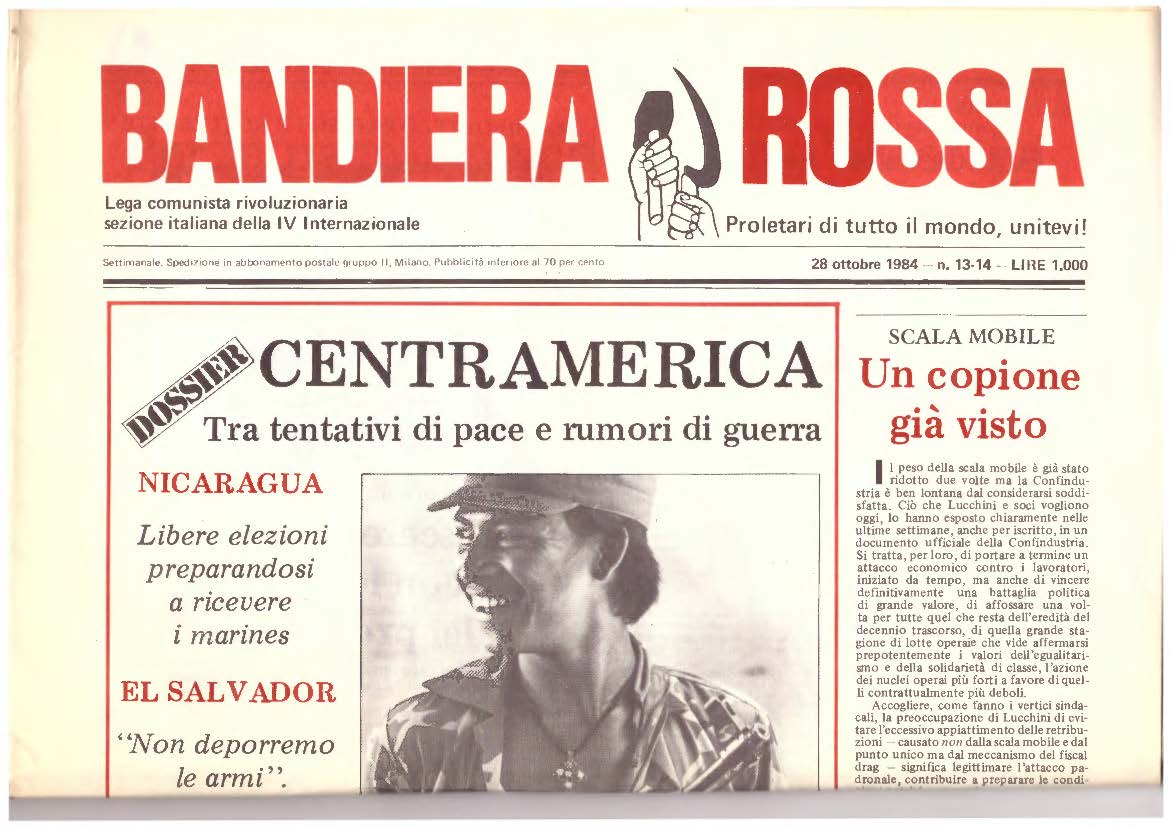 BANDIERA ROSSA
Lega comunista rivoluzionaria
sezione italiana della IV Internazionale
Proletari di tutto il mondo, unitevi!
Settimanale. Spedizione in abbonamento postale gruppo II, Milano. Pubblicità inferiore al 70 per cento
28 ottobre 1984 — n. 13-14 - - LIRE 1.000
DOSSIER
CENTRAMERICA
Tra tentativi di pace e rumori di guerra
NICARAGUA
Libere elezioni
preparandosi
a ricevere
i marines
EL SALVADOR
“Non deporremo
le armi”.
SCALA MOBILE
Un copione
già visto
Il peso della scala mobile è già stato
ridotto due volte ma la Confindu-
stria è ben lontana dal considerarsi soddi-
sfatta. Ciò che Lucchini e soci vogliono
oggi, lo hanno esposto chiaramente nelle
ultime settimane, anche per iscritto, in un
documento ufficiale della Confindustria.
Si tratta, per loro, di portare a termine un
attacco economico contro i lavoratori,
iniziato da tempo, ma anche di vincere
definitivamente una battaglia politica
di grande valore, di affossare una vol-
ta per tutte quel che resta dell'eredità del
decennio trascorso, di quella grande sta-
gione di lotte operaie che vide affermarsi
prepotentemente i valori dell'egualitari-
smo e della solidarietà di classe, l'azione
dei nuclei operai più forti a favore di quel-
li contrattualmente più deboli.
Accogliere, come fanno i vertici sinda-
cali, la preoccupazione di Lucchini di evi-
tare l'eccessivo appiattimento delle retribu-
zioni — causato non dalla scala mobile e dal
punto unico ma dal meccanismo del fiscal
drag — significa legittimare l'attacco pa-
dronale, contribuire a preparare le condi-